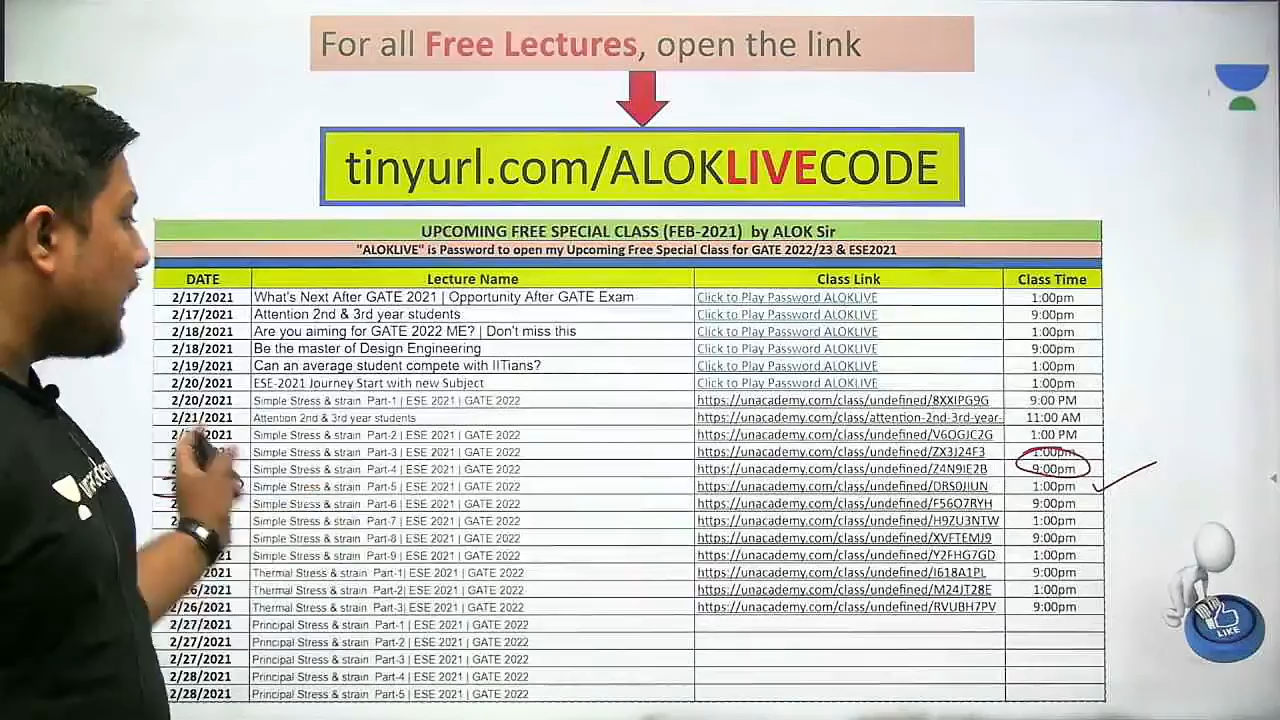 For all Free Lectures, open the link
tinyurl.com/ALOKLIVECODE
UPCOMING FREE SPECIAL CLASS (FEB-2021) by ALOK Sir
"ALOKLIVE" is Password to open my Upcoming Free Special Class for GATE 2022/23 & ESE2021
DATE Lecture Name Class Link Class Time
2/17/2021 What's Next After GATE 2021 | Opportunity After GATE Exam Click to Play Password ALOKLIVE 1:00pm
2/17/2021 Attention 2nd & 3rd year students Click to Play Password ALOKLIVE 9:00pm
2/18/2021 Are you aiming for GATE 2022 ME? | Don't miss this Click to Play Password ALOKLIVE 1:00pm
2/18/2021 Be the master of Design Engineering Click to Play Password ALOKLIVE 9:00pm
2/19/2021 Can an average student compete with IITians? Click to Play Password ALOKLIVE 1:00pm
2/20/2021 ESE-2021 Journey Start with new Subject Click to Play Password ALOKLIVE 1:00pm
2/20/2021 Simple Stress & strain Part-1 | ESE 2021 | GATE 2022 https://unacademy.com/class/undefined/8XXIPG9G 9:00 PM
2/21/2021 Attention 2nd & 3rd year students https://unacademy.com/class/attention-2nd-3rd-year- 11:00 AM
Simple Stress & strain Part-2 | ESE 2021 | GATE 2022 https://unacademy.com/class/undefined/V6OGJC2G 1:00 PM
Simple Stress & strain Part-3 | ESE 2021 | GATE 2022 https://unacademy.com/class/undefined/ZX3J24F3 1:00pm
Simple Stress & strain Part-4 | ESE 2021 | GATE 2022 https://unacademy.com/class/undefined/Z4N9IE2B 9:00pm
Simple Stress & strain Part-5 | ESE 2021 | GATE 2022 https://unacademy.com/class/undefined/DRS0JIUN 1:00pm
Simple Stress & strain Part-6 | ESE 2021 | GATE 2022 https://unacademy.com/class/undefined/F56O7RYH 9:00pm
Simple Stress & strain Part-7 | ESE 2021 | GATE 2022 https://unacademy.com/class/undefined/H9ZU3NTW 1:00pm
Simple Stress & strain Part-8 | ESE 2021 | GATE 2022 https://unacademy.com/class/undefined/XVFTEMJ9 9:00pm
Simple Stress & strain Part-9 | ESE 2021 | GATE 2022 https://unacademy.com/class/undefined/Y2FHG7GD 1:00pm
Thermal Stress & strain Part-1| ESE 2021 | GATE 2022 https://unacademy.com/class/undefined/I618A1PL 9:00pm
Thermal Stress & strain Part-2| ESE 2021 | GATE 2022 https://unacademy.com/class/undefined/M24JT28E 1:00pm
2/26/2021 Thermal Stress & strain Part-3| ESE 2021 | GATE 2022 https://unacademy.com/class/undefined/RVUBH7PV 9:00pm
2/27/2021 Principal Stress & strain Part-1 | ESE 2021 | GATE 2022
2/27/2021 Principal Stress & strain Part-2 | ESE 2021 | GATE 2022
2/27/2021 Principal Stress & strain Part-3 | ESE 2021 | GATE 2022
2/28/2021 Principal Stress & strain Part-4 | ESE 2021 | GATE 2022
2/28/2021 Principal Stress & strain Part-5 | ESE 2021 | GATE 2022
LIKE